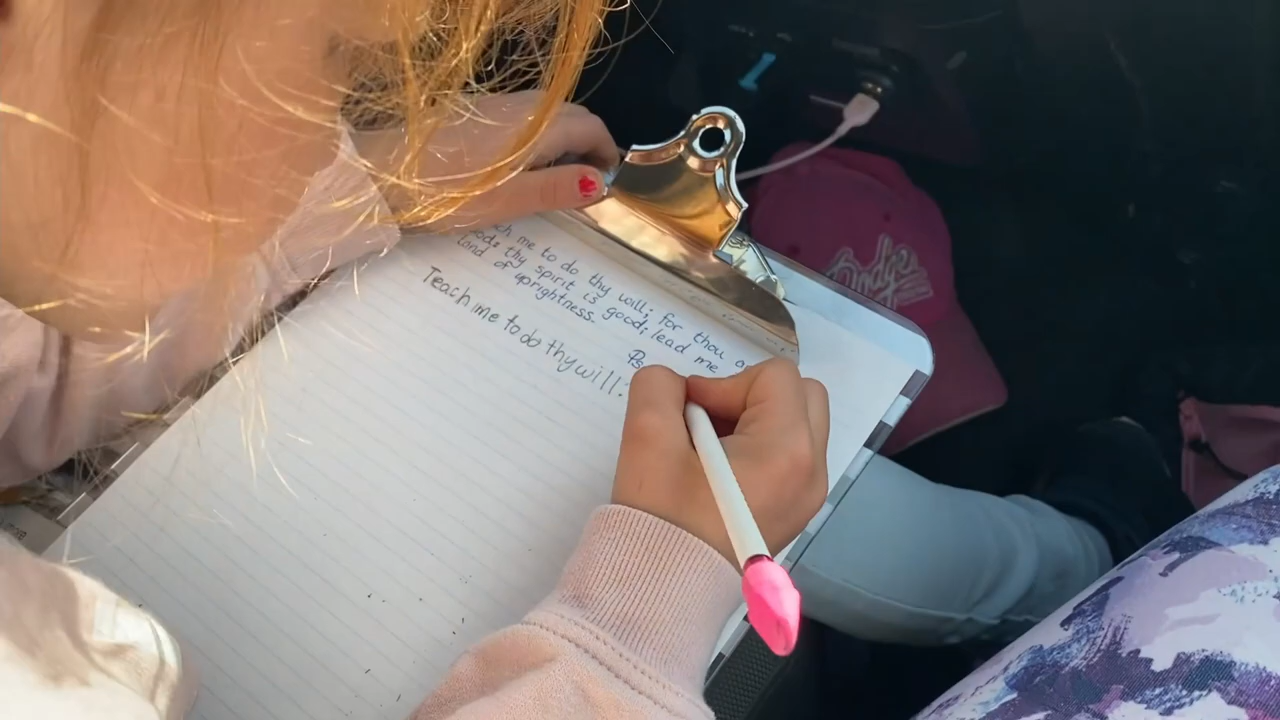 me to do thy will; for thou
thy spirit is good; lead me
land of uprightness.
Ps
Teach me to do thy will:
Dodgers